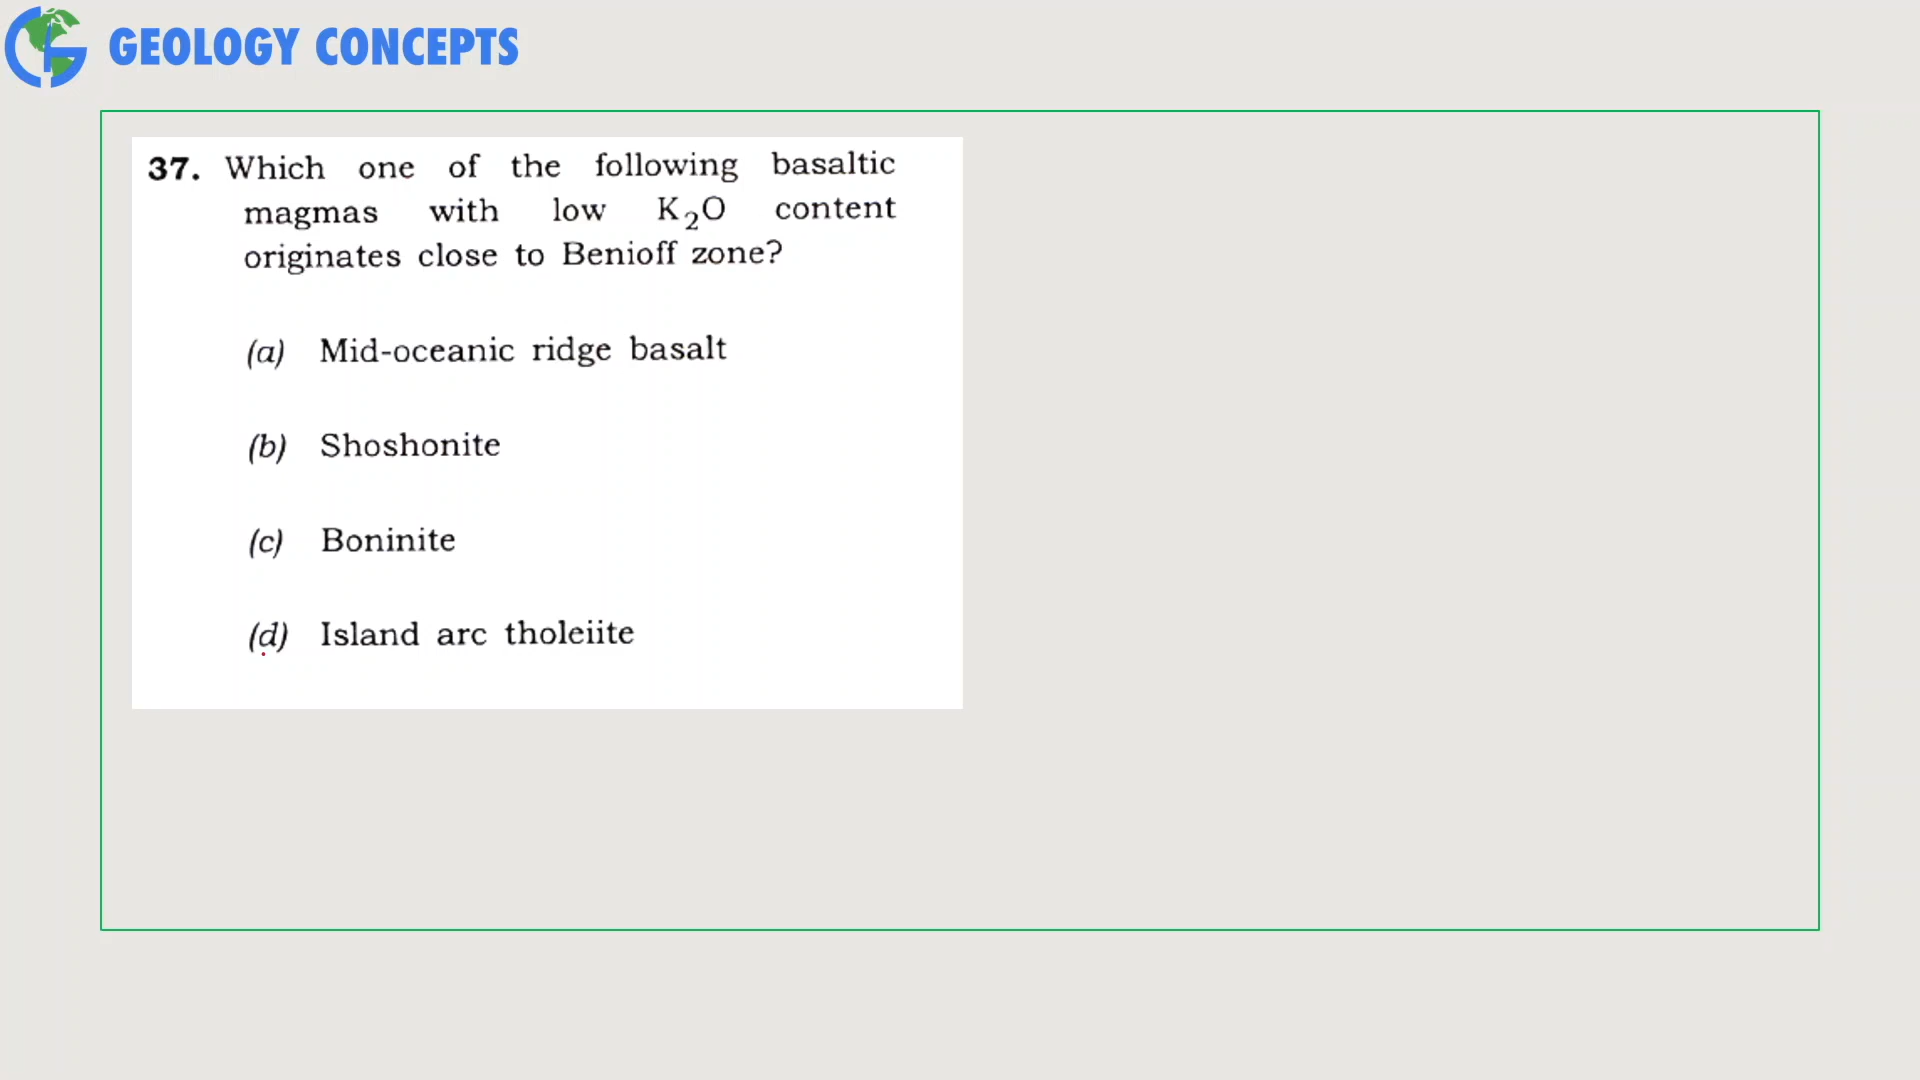 GEOLOGY CONCEPTS
37. Which one of the following basaltic
magmas with low K₂O content
originates close to Benioff zone?
(a) Mid-oceanic ridge basalt
(b) Shoshonite
(c) Boninite
(d) Island arc tholeiite